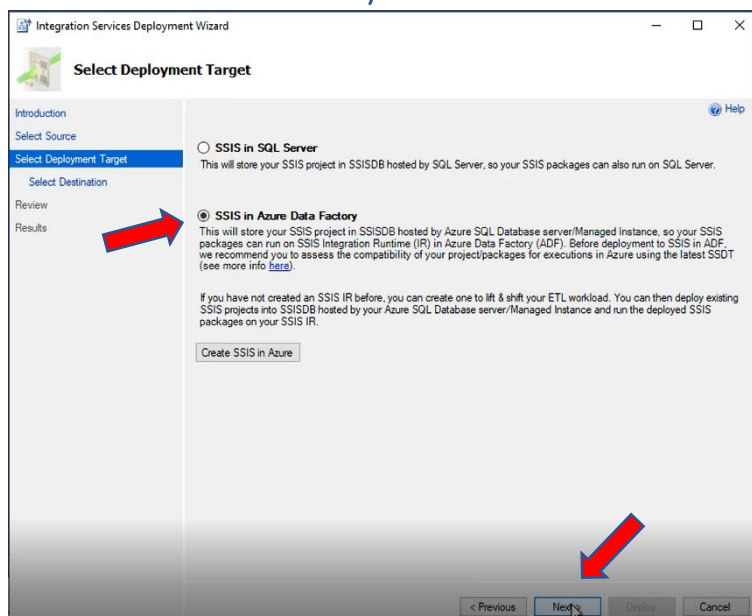 Integration Services Deployment Wizard
Select Deployment Target
Help
Introduction
Select Source
Select Deployment Target
Select Destination
Review
Results
SSIS in SQL Server
This will store your SSIS project in SSISDB hosted by SQL Server, so your SSIS packages can also run on SQL Server.
SSIS in Azure Data Factory
This will store your SSIS project in SSISDB hosted by Azure SQL Database server/Managed Instance, so your SSIS
packages can run on SSIS Integration Runtime (IR) in Azure Data Factory (ADF). Before deployment to SSIS in ADF,
we recommend you to assess the compatibility of your project/packages for executions in Azure using the latest SSDT
(see more info here).
If you have not created an SSIS IR before, you can create one to lift & shift your ETL workload. You can then deploy existing
SSIS projects into SSISDB hosted by your Azure SQL Database server/Managed Instance and run the deployed SSIS
packages on your SSIS IR.
Create SSIS in Azure
< Previous
Next >
Deploy
Cancel